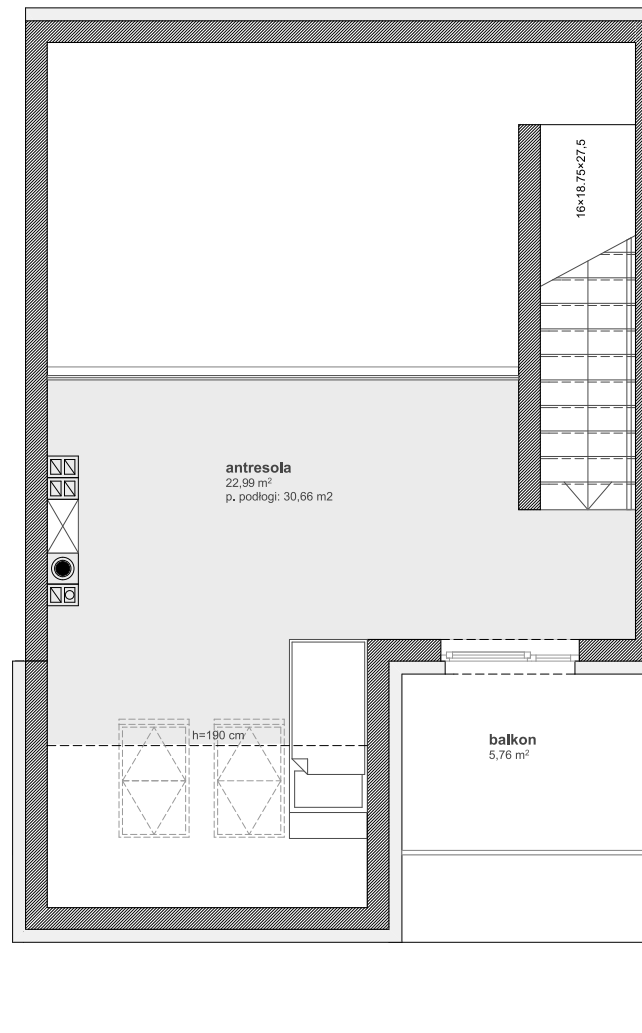 16×18.75×27,5
antresola
22,99 m²
p. podłogi: 30,66 m2
h=190 cm
balkon
5,76 m²